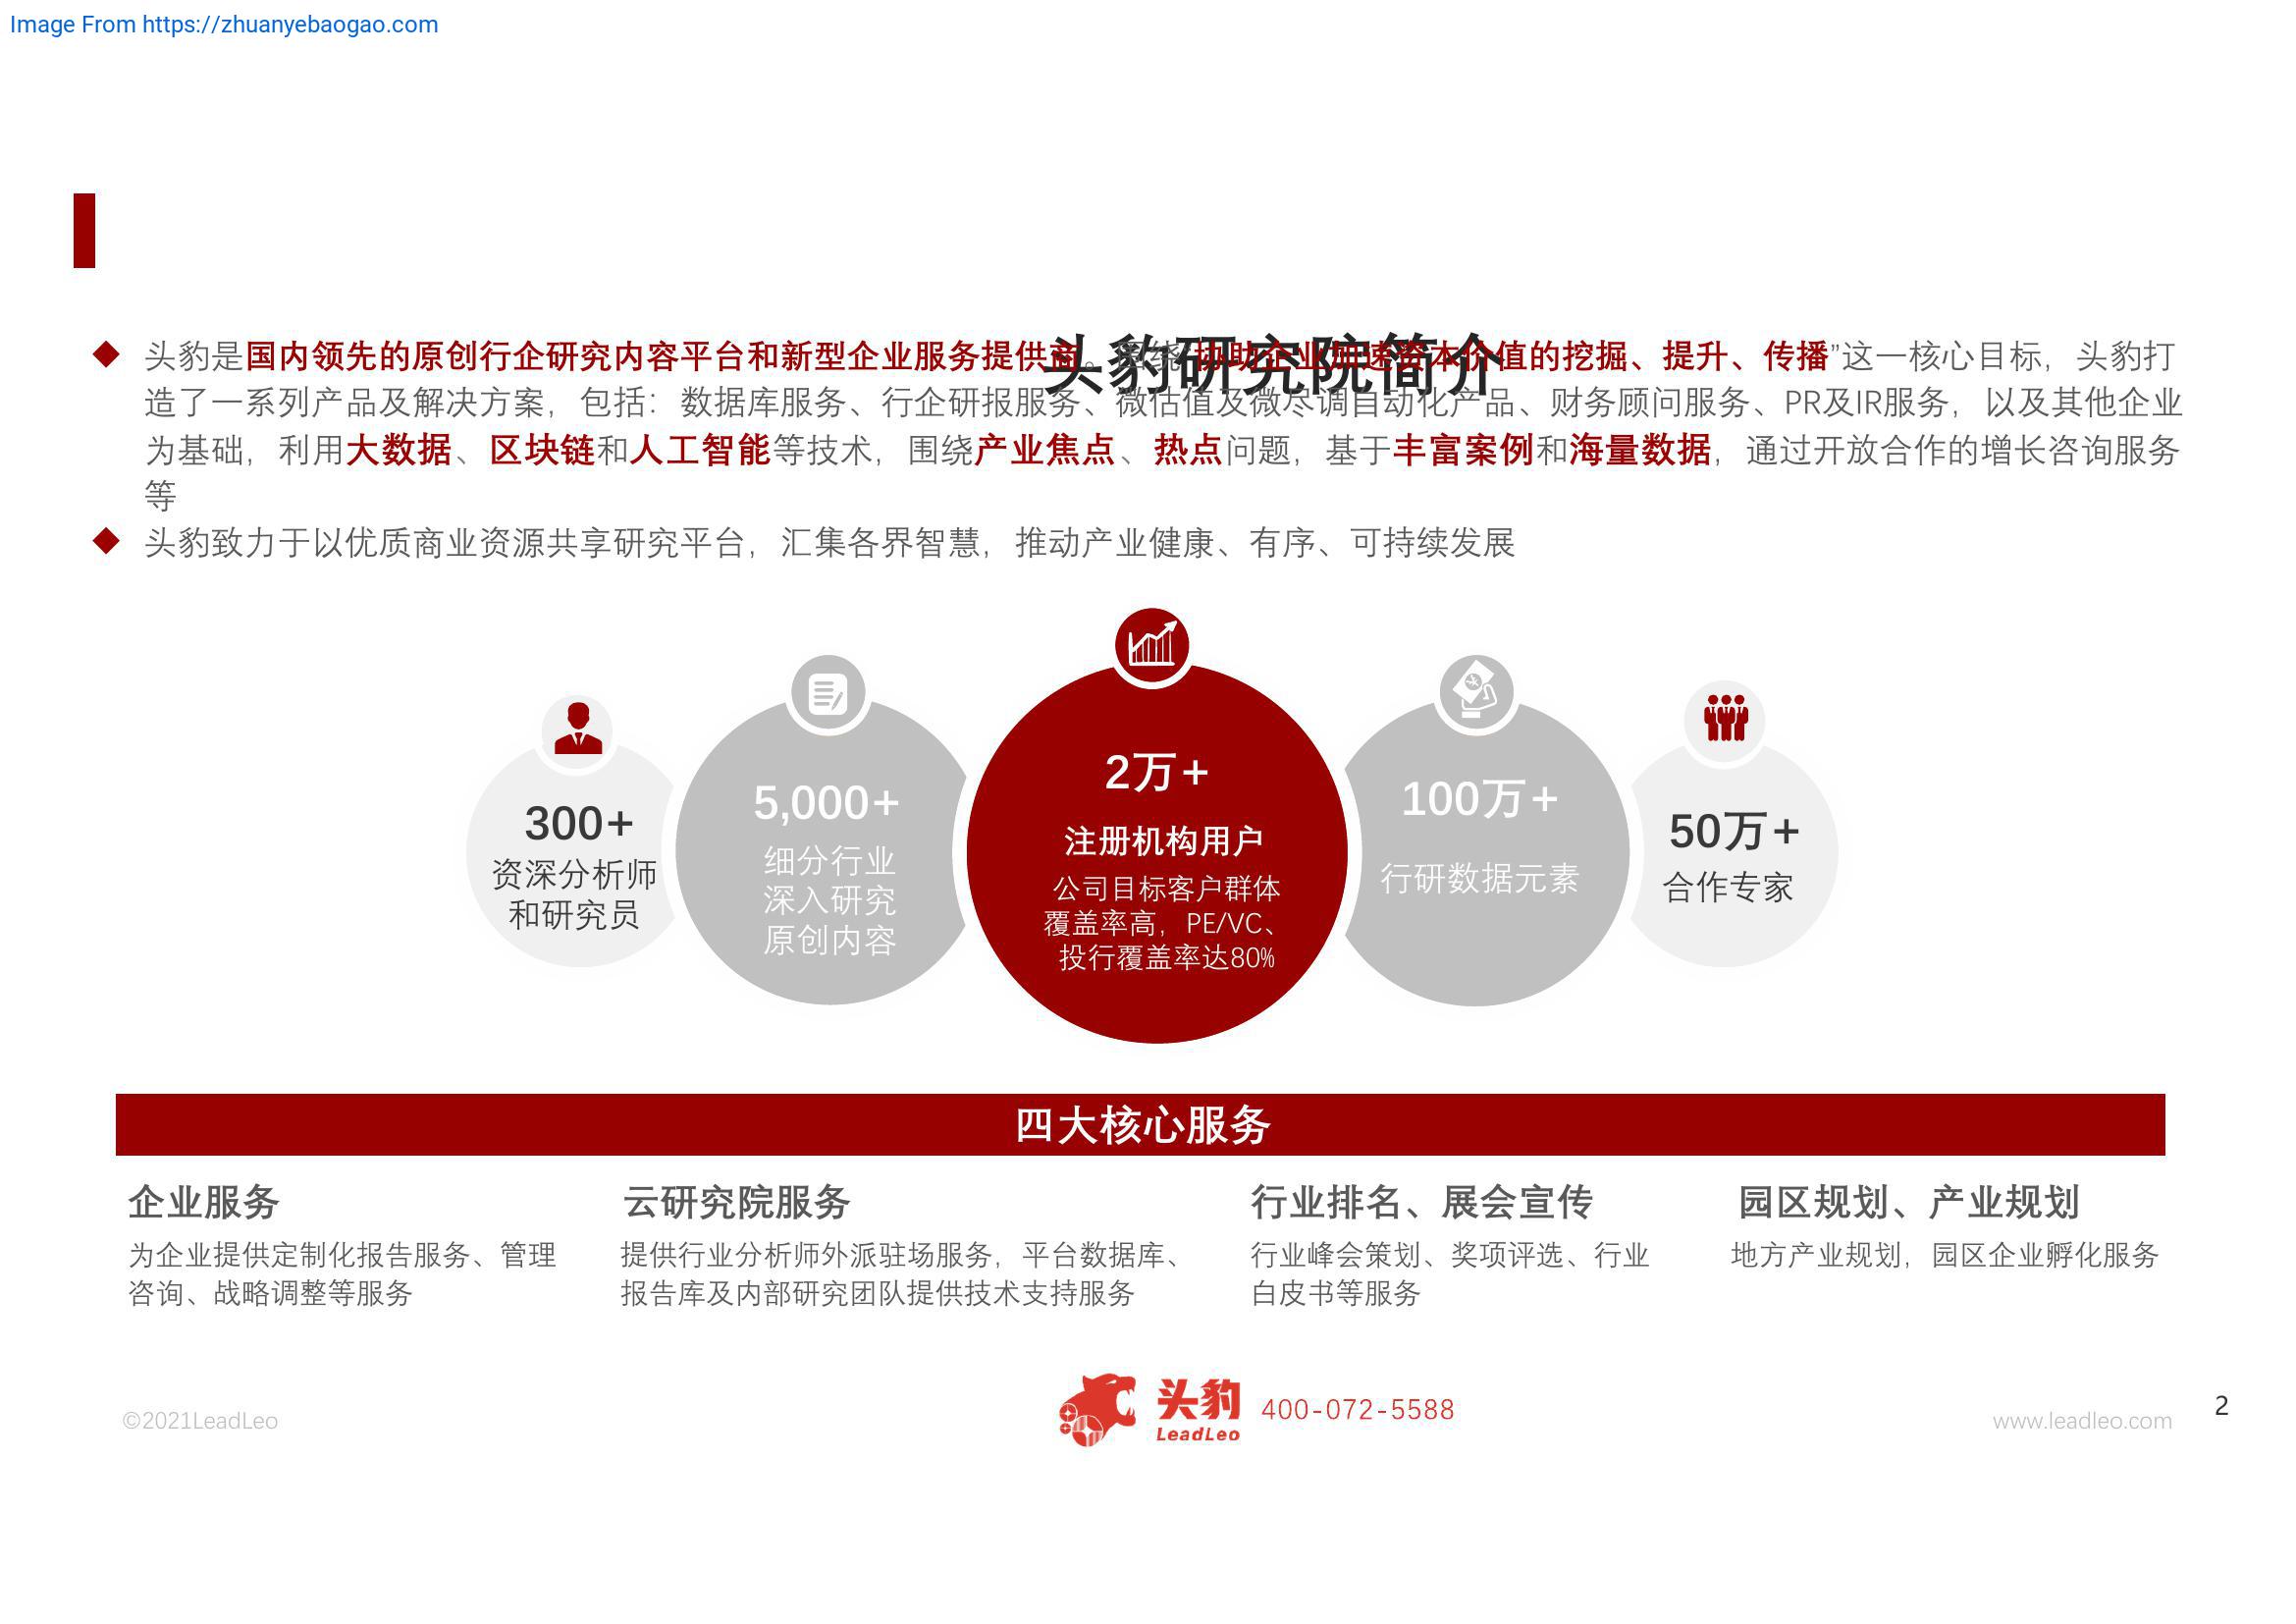 Image From https://zhuanyebaogao.com
头豹研究院简介
头豹是国内领先的原创行企研究内容平台和新型企业服务提供商。围绕“协助企业加速资本价值的挖掘、提升、传播”这一核心目标，头豹打
造了一系列产品及解决方案，包括：数据库服务、行企研报服务、微估值及微尽调自动化产品、财务顾问服务、PR及IR服务，以及其他企业
为基础，利用大数据、区块链和人工智能等技术，围绕产业焦点、热点问题，基于丰富案例和海量数据，通过开放合作的增长咨询服务
等
头豹致力于以优质商业资源共享研究平台，汇集各界智慧，推动产业健康、有序、可持续发展
300+
资深分析师
和研究员
5,000+
细分行业
深入研究
原创内容
2万+
注册机构用户
公司目标客户群体
覆盖率高，PE/VC、
投行覆盖率达80%
100万+
行研数据元素
50万+
合作专家
四大核心服务
企业服务
为企业提供定制化报告服务、管理
咨询、战略调整等服务
云研究院服务
提供行业分析师外派驻场服务，平台数据库、
报告库及内部研究团队提供技术支持服务
行业排名、展会宣传
行业峰会策划、奖项评选、行业
白皮书等服务
园区规划、产业规划
地方产业规划，园区企业孵化服务
©2021LeadLeo
头豹
LeadLeo
400-072-5588
www.leadleo.com
2